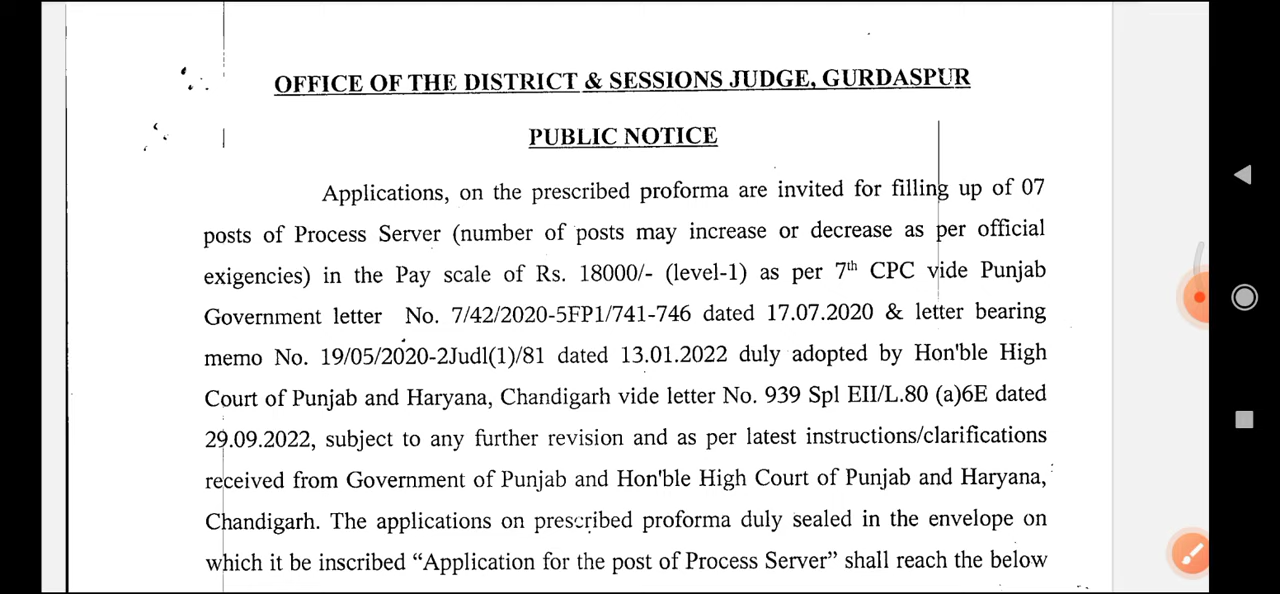 OFFICE OF THE DISTRICT & SESSIONS JUDGE, GURDASPUR
PUBLIC NOTICE
Applications, on the prescribed proforma are invited for filling up of 07
posts of Process Server (number of posts may increase or decrease as per official
exigencies) in the Pay scale of Rs. 18000/- (level-1) as per 7th CPC vide Punjab
Government letter No. 7/42/2020-5FP1/741-746 dated 17.07.2020 & letter bearing
memo No. 19/05/2020-2Judl(1)/81 dated 13.01.2022 duly adopted by Hon'ble High
Court of Punjab and Haryana, Chandigarh vide letter No. 939 Spl EII/L.80 (a)6E dated
29.09.2022, subject to any further revision and as per latest instructions/clarifications
received from Government of Punjab and Hon'ble High Court of Punjab and Haryana,
Chandigarh. The applications on prescribed proforma duly sealed in the envelope on
which it be inscribed “Application for the post of Process Server” shall reach the below